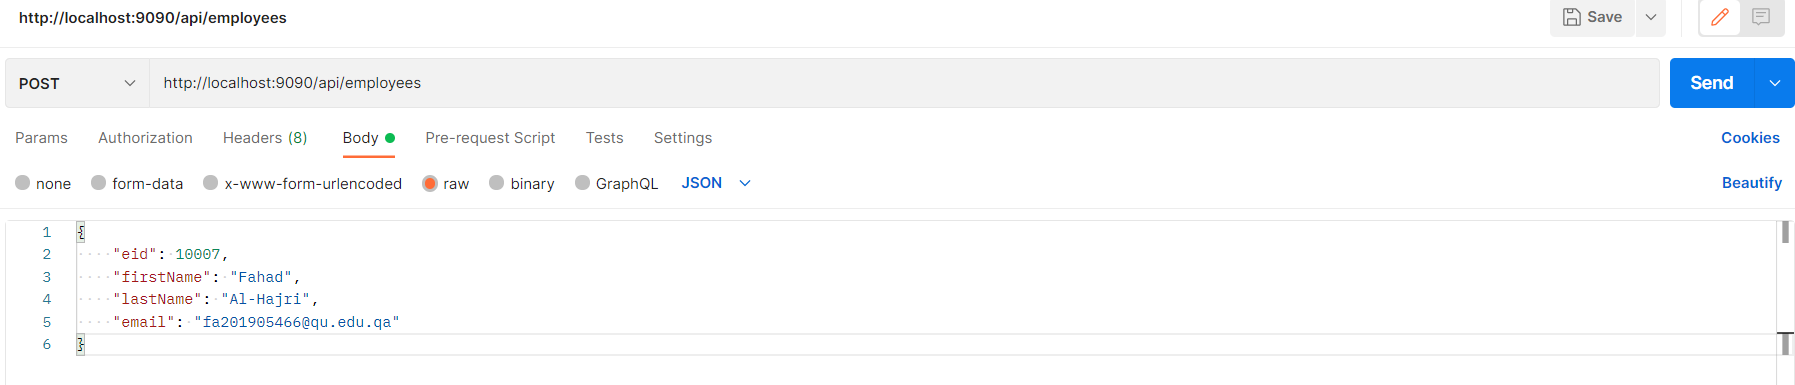 http://localhost:9090/api/employees Save
POST http://localhost:9090/api/employees Send
Params Authorization Headers (8) Body Pre-request Script Tests Settings Cookies
none form-data x-www-form-urlencoded raw binary GraphQL JSON Beautify
1 {
2 "eid": 10007,
3 "firstName": "Fahad",
4 "lastName": "Al-Hajri",
5 "email": "fa201905466@qu.edu.qa"
6 }